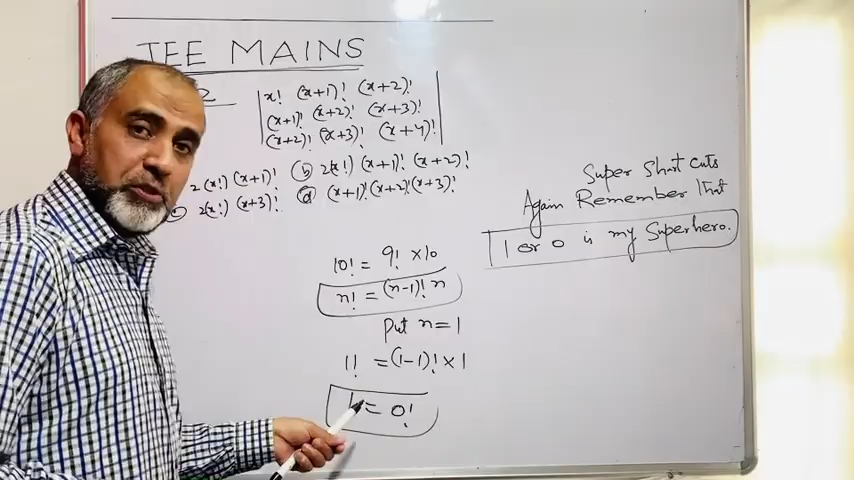 JEE MAINS
2
x! (x+1)! (x+2)!
(x+1)! (x+2)! (x+3)!
(x+2)! (x+3)! (x+4)!
2(x!) (x+1)! (b) 2(x!) (x+1)! (x+2)!
(c) 2(x!) (x+3)! (d) (x+1)! (x+2)! (x+3)!
Super Short cuts
Again Remember that
1 or 0 is my Superhero.
10! = 9! × 10
n! = (n-1)! n
Put n = 1
1! = (1-1)! × 1
1 = 0!